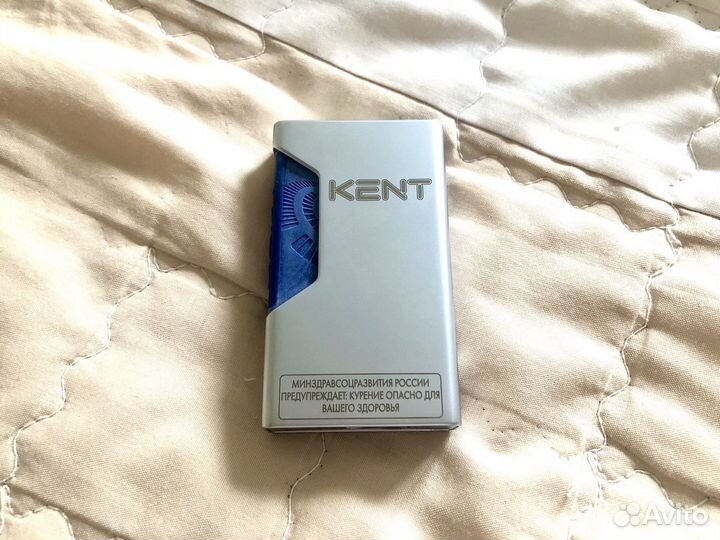 KENT
МИНЗДРАВСОЦРАЗВИТИЯ РОССИИ
ПРЕДУПРЕЖДАЕТ: КУРЕНИЕ ОПАСНО ДЛЯ
ВАШЕГО ЗДОРОВЬЯ
Avito